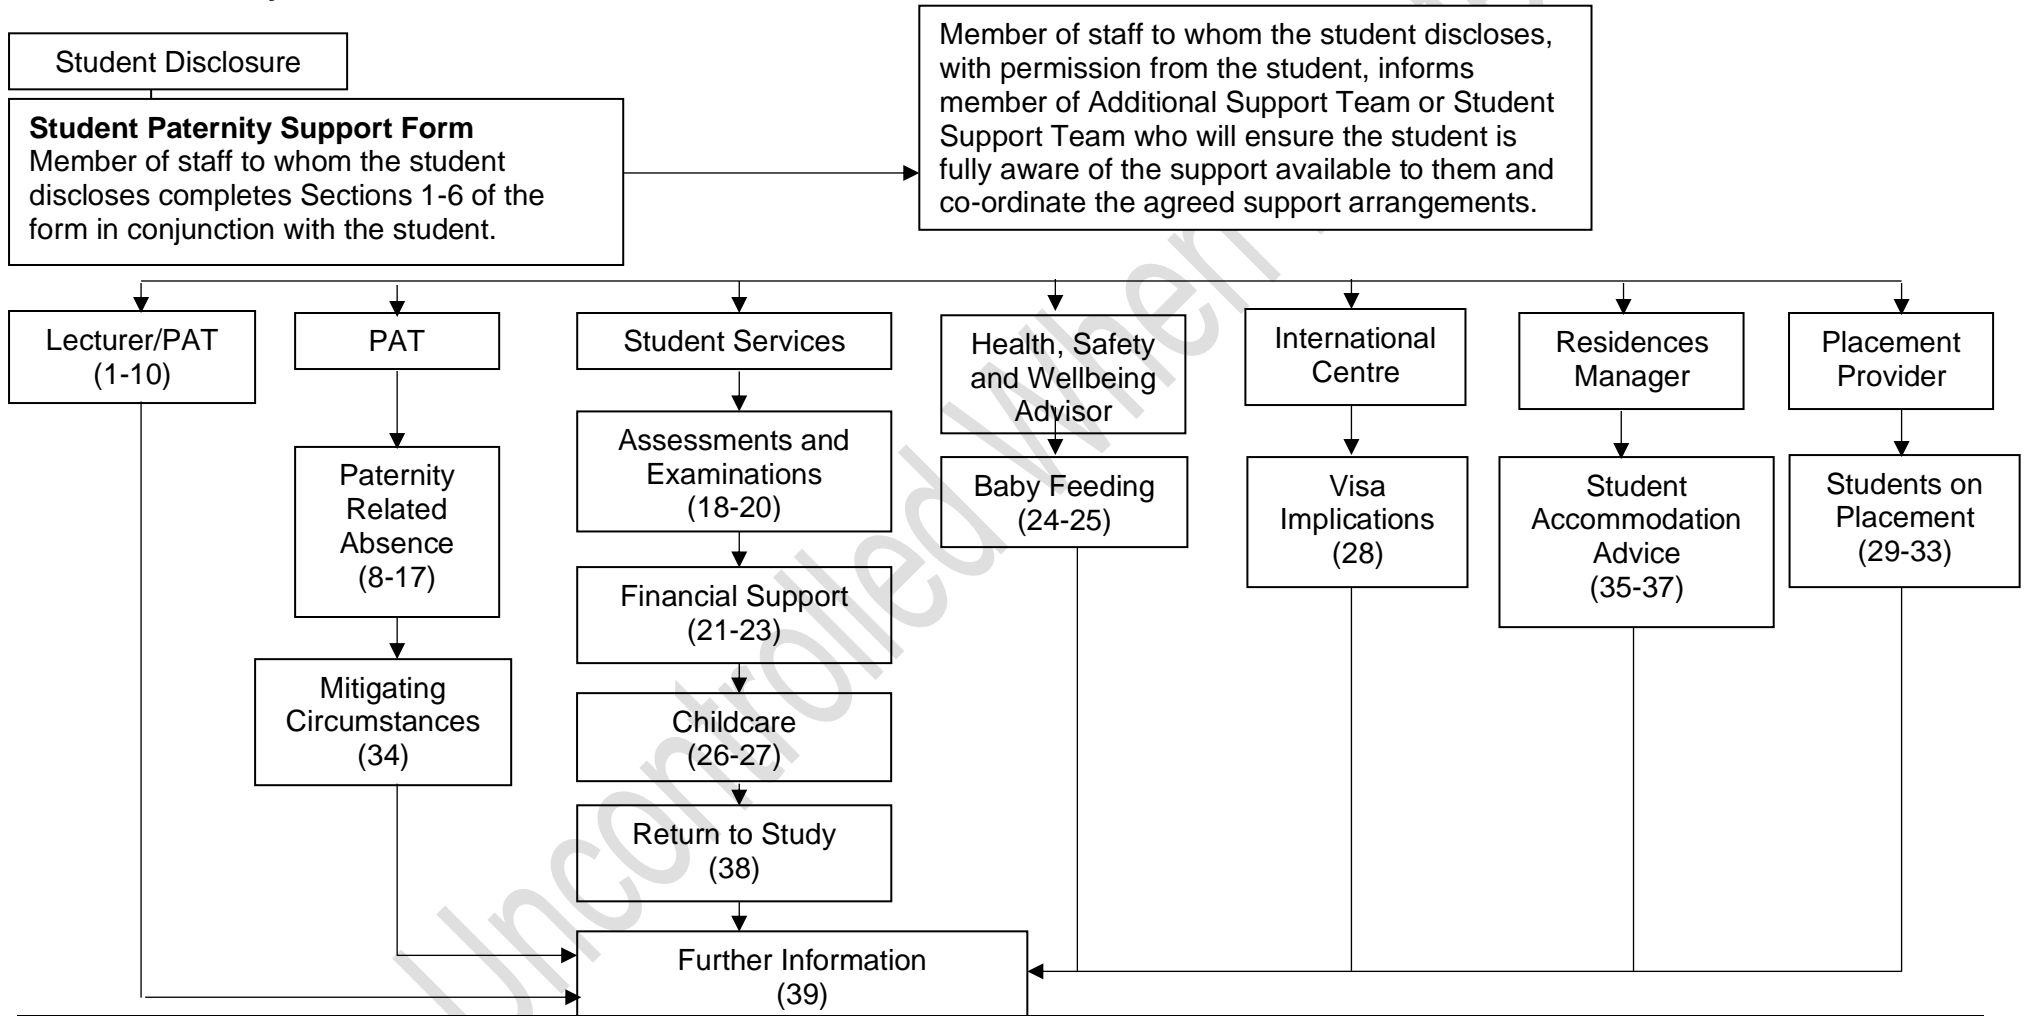 Student Disclosure
Student Paternity Support Form
Member of staff to whom the student
discloses completes Sections 1-6 of the
form in conjunction with the student.
Member of staff to whom the student discloses,
with permission from the student, informs
member of Additional Support Team or Student
Support Team who will ensure the student is
fully aware of the support available to them and
co-ordinate the agreed support arrangements.
Lecturer/PAT
(1-10)
PAT
Paternity
Related
Absence
(8-17)
Mitigating
Circumstances
(34)
Student Services
Assessments and
Examinations
(18-20)
Financial Support
(21-23)
Childcare
(26-27)
Return to Study
(38)
Health, Safety
and Wellbeing
Advisor
Baby Feeding
(24-25)
International
Centre
Visa
Implications
(28)
Residences
Manager
Student
Accommodation
Advice
(35-37)
Placement
Provider
Students on
Placement
(29-33)
Further Information
(39)
Uncontrolled When